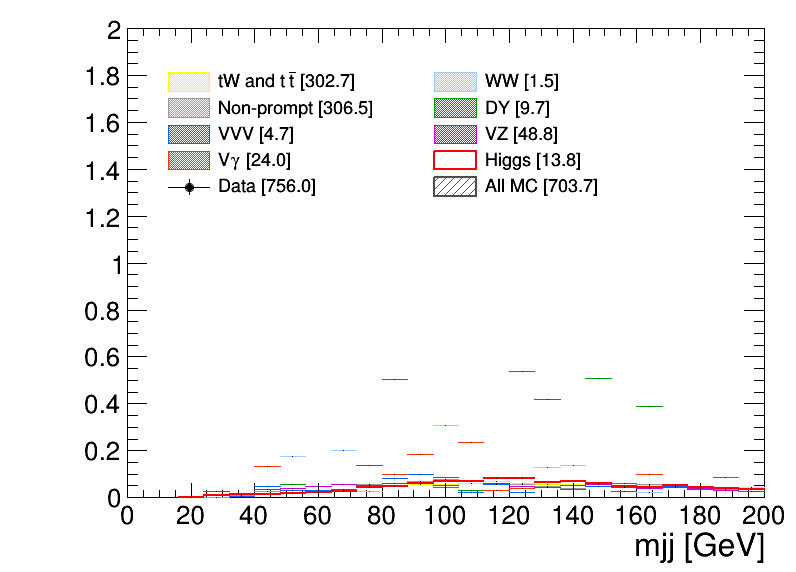 2
1.8
1.6
1.4
1.2
1
0.8
0.6
0.4
0.2
0
tW and t t̄ [302.7]
Non-prompt [306.5]
VVV [4.7]
Vγ [24.0]
Data [756.0]
WW [1.5]
DY [9.7]
VZ [48.8]
Higgs [13.8]
All MC [703.7]
0 20 40 60 80 100 120 140 160 180 200
mjj [GeV]